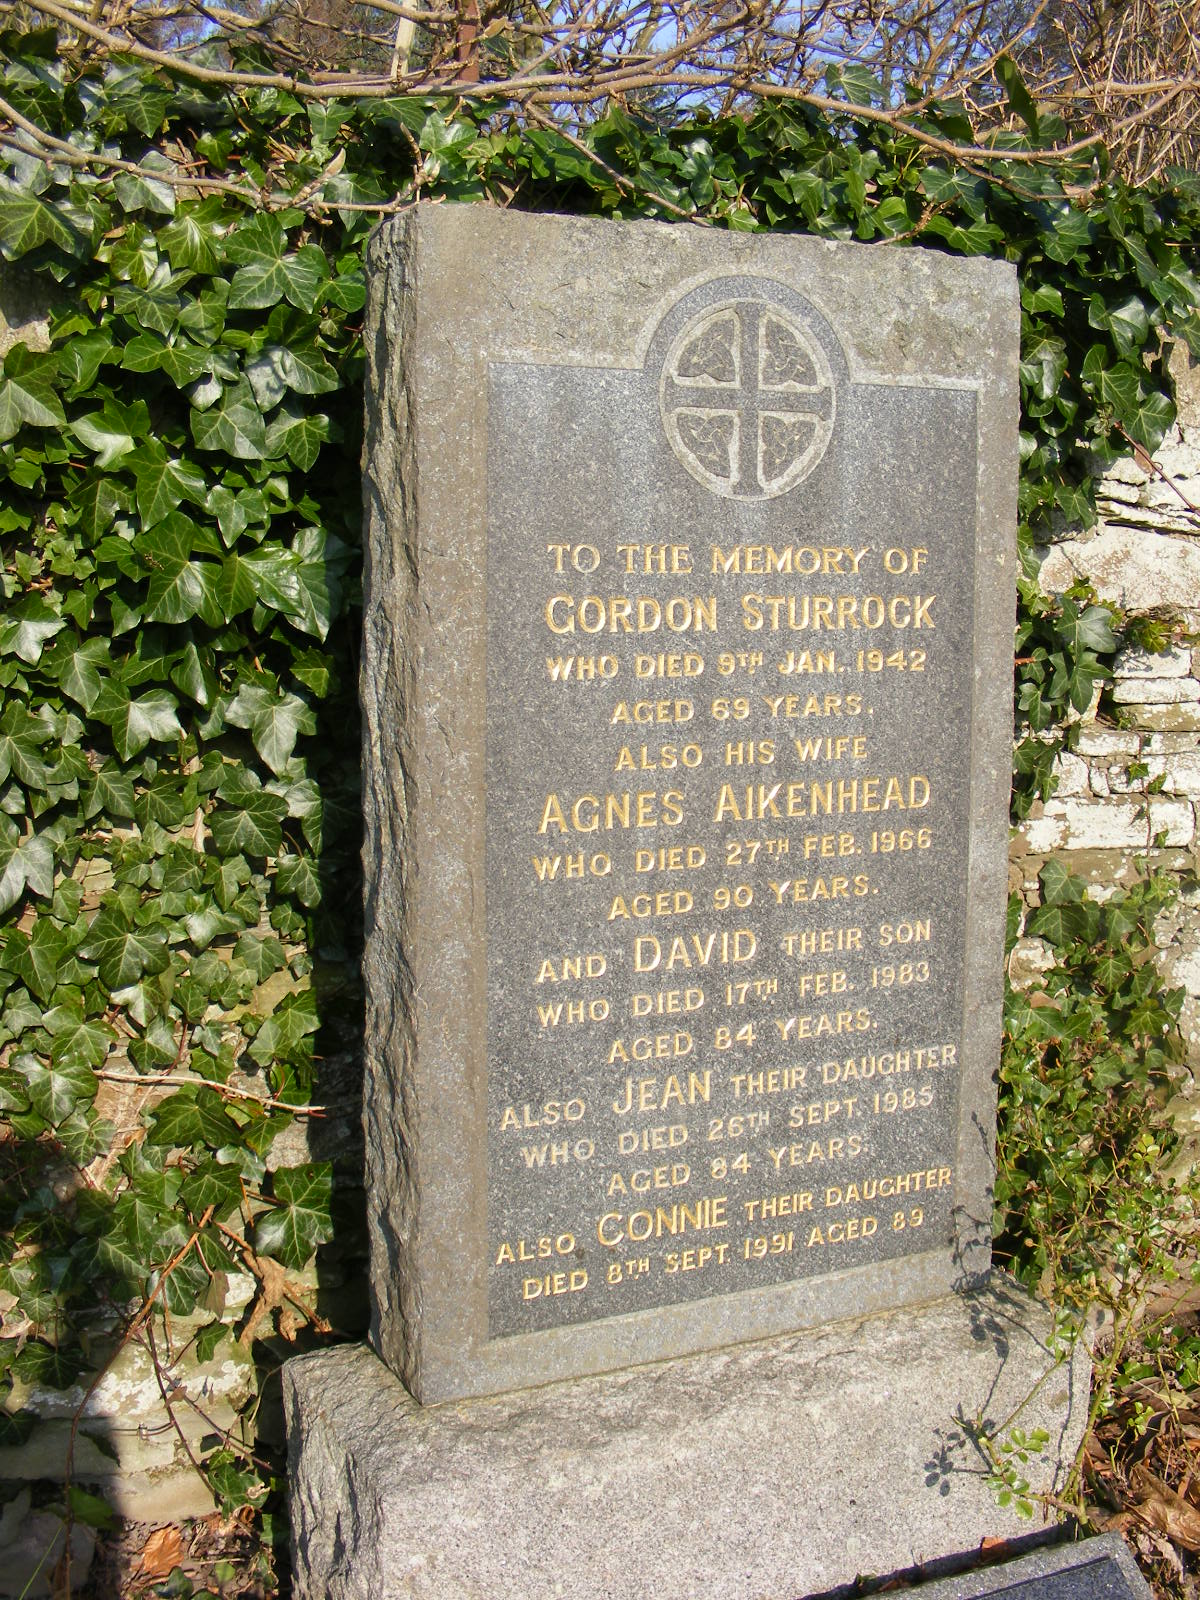 TO THE MEMORY OF
GORDON STURROCK
WHO DIED 9TH JAN. 1942
AGED 69 YEARS.
ALSO HIS WIFE
AGNES AIKENHEAD
WHO DIED 27TH FEB. 1966
AGED 90 YEARS.
AND DAVID THEIR SON
WHO DIED 17TH FEB. 1983
AGED 84 YEARS.
ALSO JEAN THEIR DAUGHTER
WHO DIED 26TH SEPT. 1985
AGED 84 YEARS.
ALSO CONNIE THEIR DAUGHTER
DIED 8TH SEPT. 1991 AGED 89